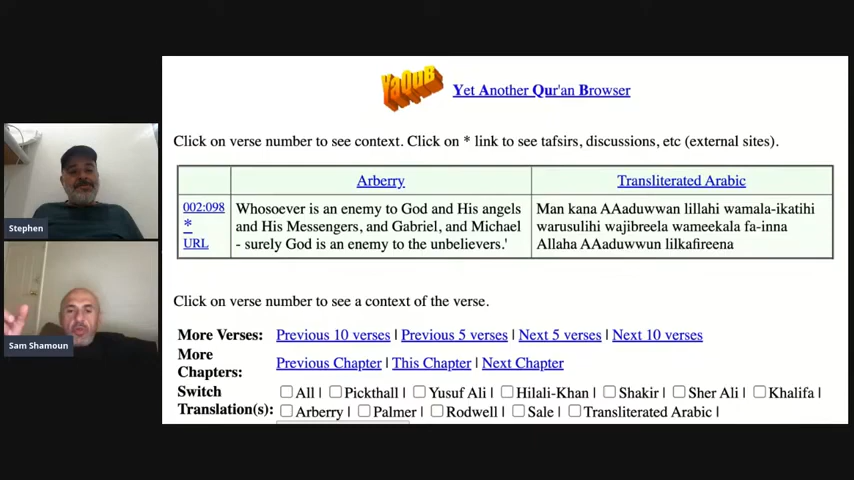 YaQuB
Yet Another Qur'an Browser
Click on verse number to see context. Click on * link to see tafsirs, discussions, etc (external sites).
Arberry
Transliterated Arabic
002:098
*
URL
Whosoever is an enemy to God and His angels
and His Messengers, and Gabriel, and Michael
- surely God is an enemy to the unbelievers.'
Man kana AAaduwwan lillahi wamala-ikatihi
warusulihi wajibreela wameekala fa-inna
Allaha AAaduwwun lilkafireena
Stephen
Sam Shamoun
Click on verse number to see a context of the verse.
More Verses: Previous 10 verses | Previous 5 verses | Next 5 verses | Next 10 verses
More
Chapters:
Previous Chapter | This Chapter | Next Chapter
Switch
Translation(s):
All | Pickthall | Yusuf Ali | Hilali-Khan | Shakir | Sher Ali | Khalifa |
Arberry | Palmer | Rodwell | Sale | Transliterated Arabic |